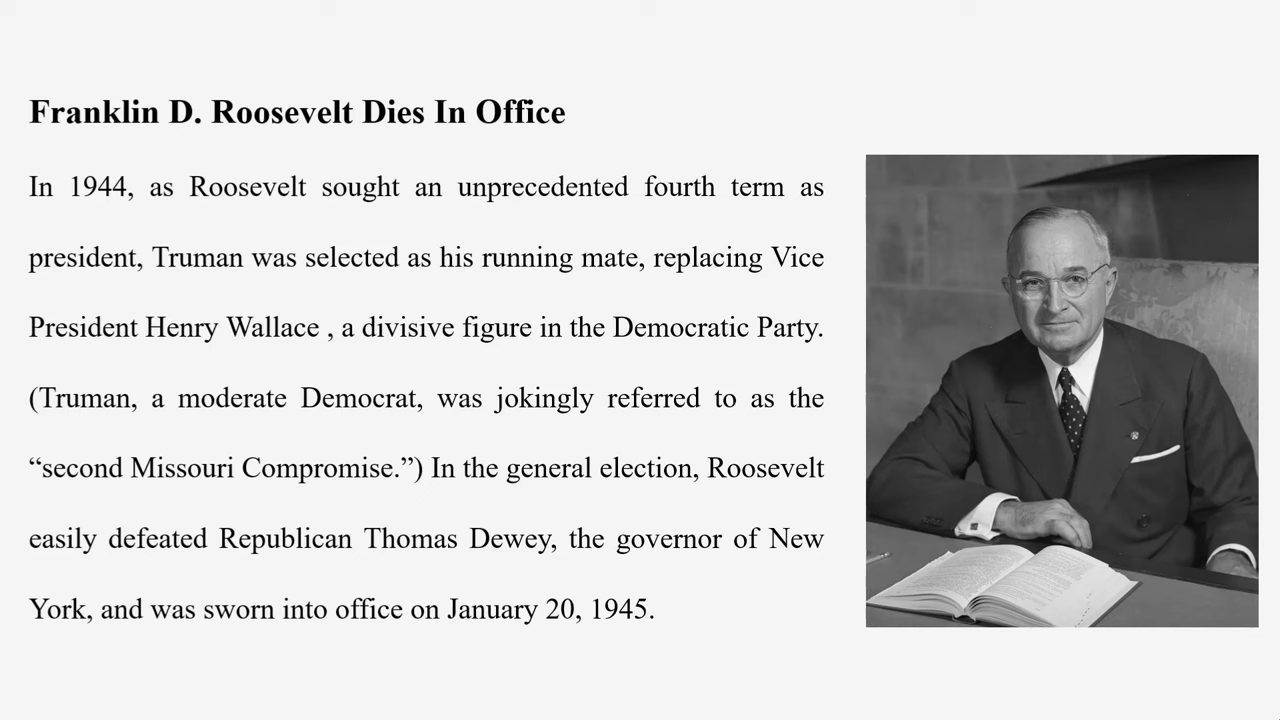 Franklin D. Roosevelt Dies In Office
In 1944, as Roosevelt sought an unprecedented fourth term as
president, Truman was selected as his running mate, replacing Vice
President Henry Wallace , a divisive figure in the Democratic Party.
(Truman, a moderate Democrat, was jokingly referred to as the
“second Missouri Compromise.”) In the general election, Roosevelt
easily defeated Republican Thomas Dewey, the governor of New
York, and was sworn into office on January 20, 1945.